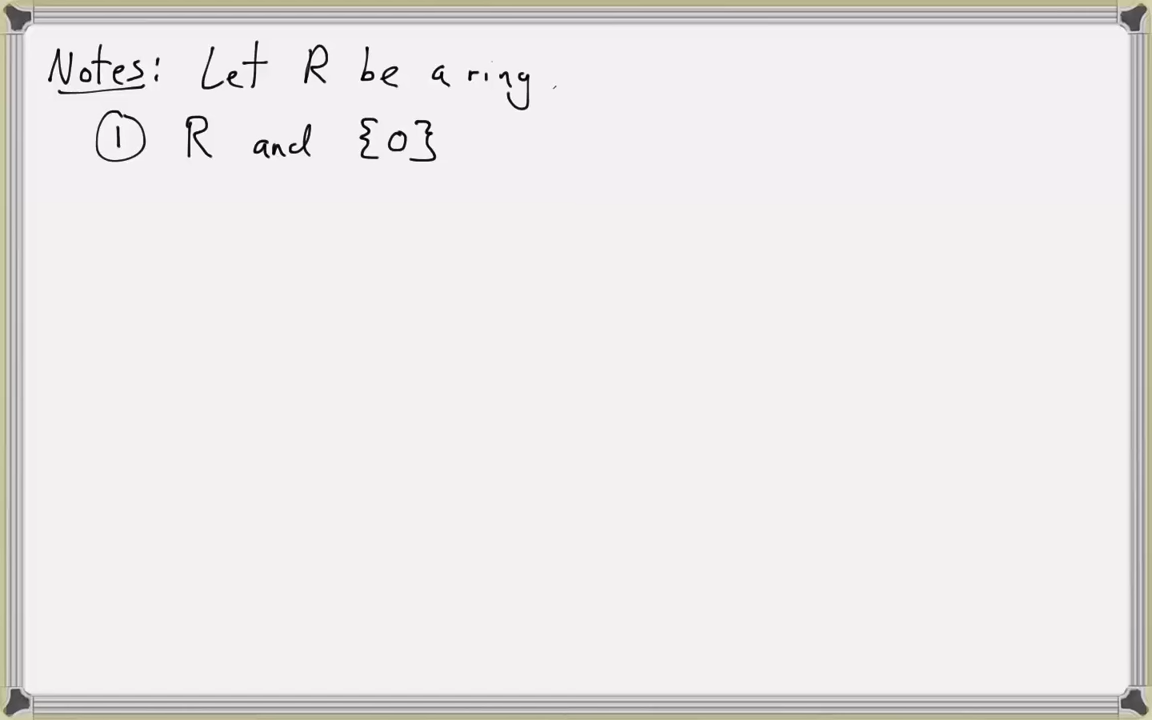 Notes: Let R be a ring.
① R and {0}